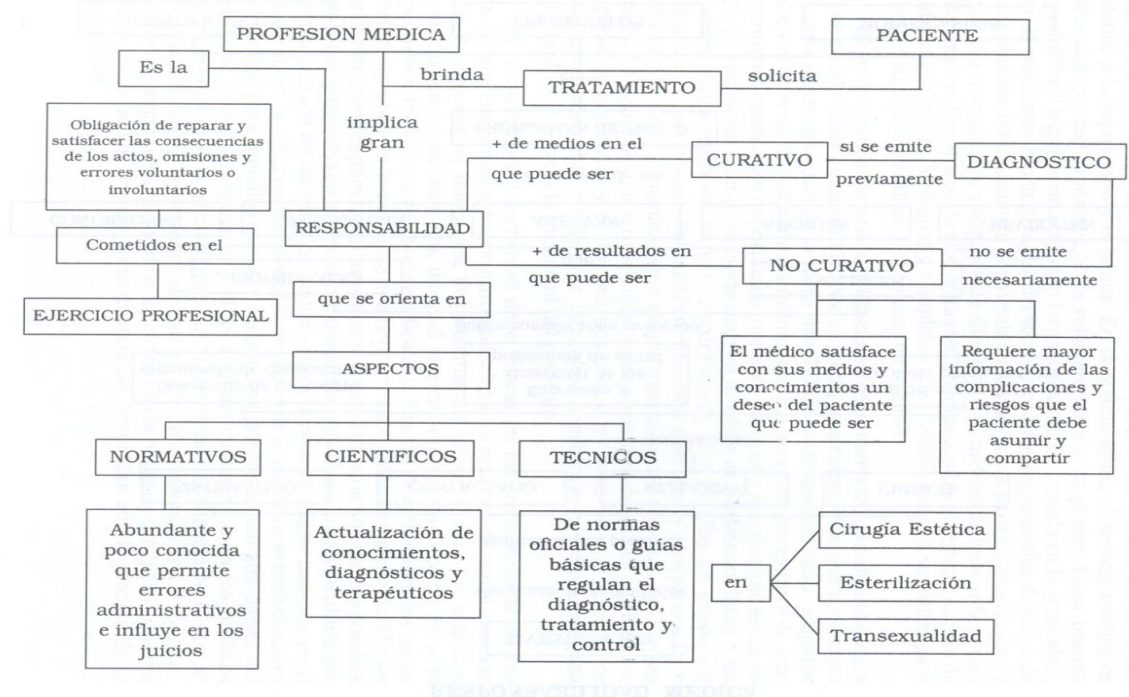 PROFESION MEDICA
PACIENTE
Es la
brinda
TRATAMIENTO
solicita
Obligación de reparar y
satisfacer las consecuencias
de los actos, omisiones y
errores voluntarios o
involuntarios
implica
gran
+ de medios en el
que puede ser
CURATIVO
si se emite
previamente
DIAGNOSTICO
Cometidos en el
RESPONSABILIDAD
+ de resultados en
que puede ser
NO CURATIVO
no se emite
necesariamente
EJERCICIO PROFESIONAL
que se orienta en
ASPECTOS
El médico satisface
con sus medios y
conocimientos un
deseo del paciente
que puede ser
Requiere mayor
información de las
complicaciones y
riesgos que el
paciente debe
asumir y
compartir
NORMATIVOS
CIENTIFICOS
TECNICOS
Abundante y
poco conocida
que permite
errores
administrativos
e influye en los
juicios
Actualización de
conocimientos,
diagnósticos y
terapéuticos
De normas
oficiales o guías
básicas que
regulan el
diagnóstico,
tratamiento y
control
en
Cirugía Estética
Esterilización
Transexualidad